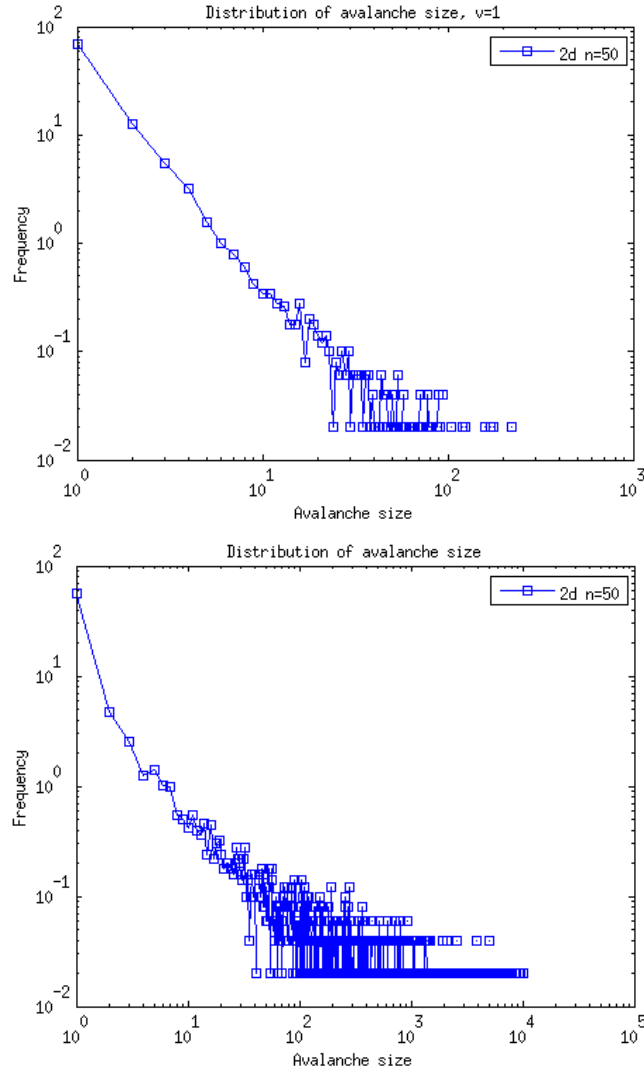 Distribution of avalanche size, v=1
2d n=50
10^2
10^1
10^0
10^-1
10^-2
Frequency
10^0 10^1 10^2 10^3
Avalanche size
Distribution of avalanche size
2d n=50
10^2
10^1
10^0
10^-1
10^-2
Frequency
10^0 10^1 10^2 10^3 10^4 10^5
Avalanche size